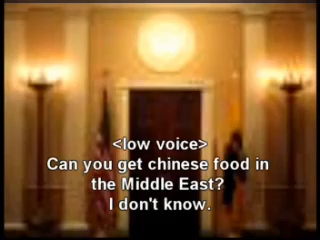 <low voice>
Can you get chinese food in
the Middle East?
I don't know.